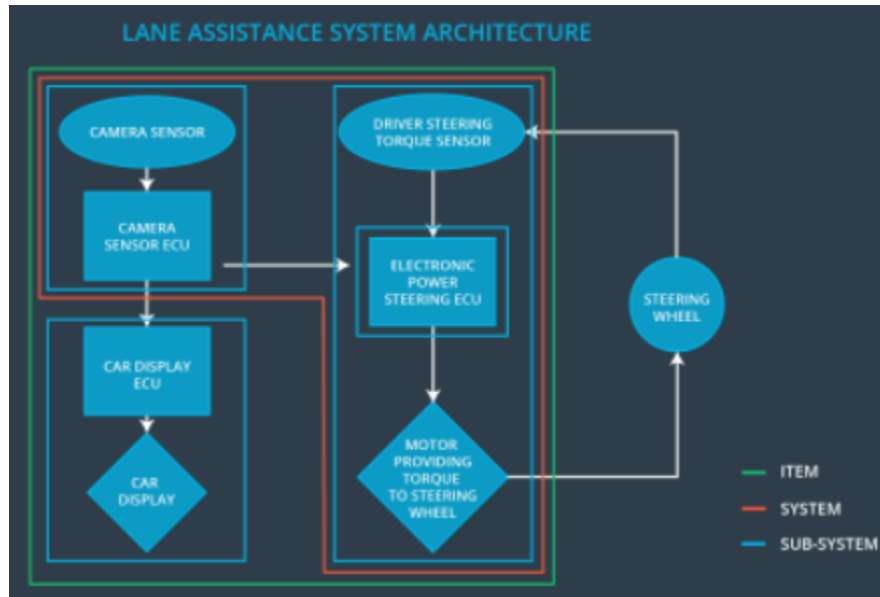 LANE ASSISTANCE SYSTEM ARCHITECTURE
CAMERA SENSOR
CAMERA
SENSOR ECU
CAR DISPLAY
ECU
CAR
DISPLAY
DRIVER STEERING
TORQUE SENSOR
ELECTRONIC
POWER
STEERING ECU
MOTOR
PROVIDING
TORQUE
TO STEERING
WHEEL
STEERING
WHEEL
ITEM
SYSTEM
SUB-SYSTEM